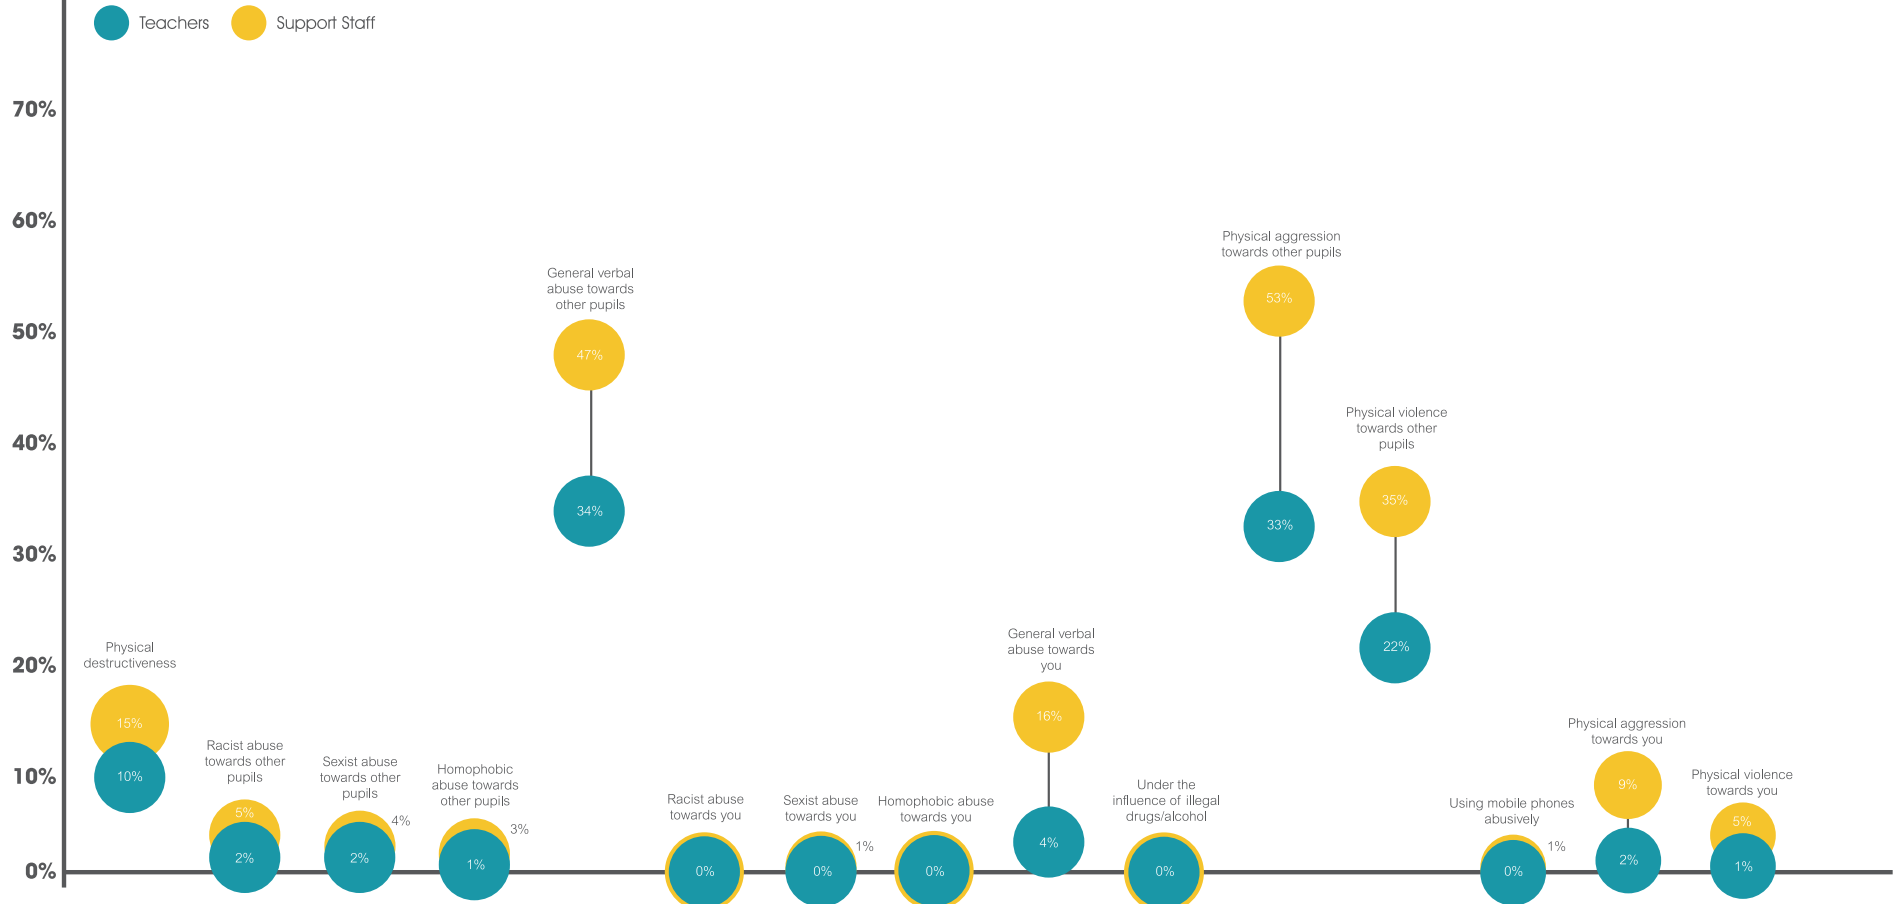 Teachers
Support Staff
70%
60%
50%
40%
30%
20%
10%
0%
Physical
destructiveness
15%
10%
Racist abuse
towards other
pupils
5%
2%
Sexist abuse
towards other
pupils
4%
2%
Homophobic
abuse towards
other pupils
3%
1%
General verbal
abuse towards
other pupils
47%
34%
Racist abuse
towards you
0%
Sexist abuse
towards you
1%
0%
Homophobic abuse
towards you
0%
General verbal
abuse towards
you
16%
4%
Under the
influence of illegal
drugs/alcohol
0%
Physical aggression
towards other pupils
53%
33%
Physical violence
towards other
pupils
35%
22%
Using mobile phones
abusively
1%
0%
Physical aggression
towards you
9%
2%
Physical violence
towards you
5%
1%